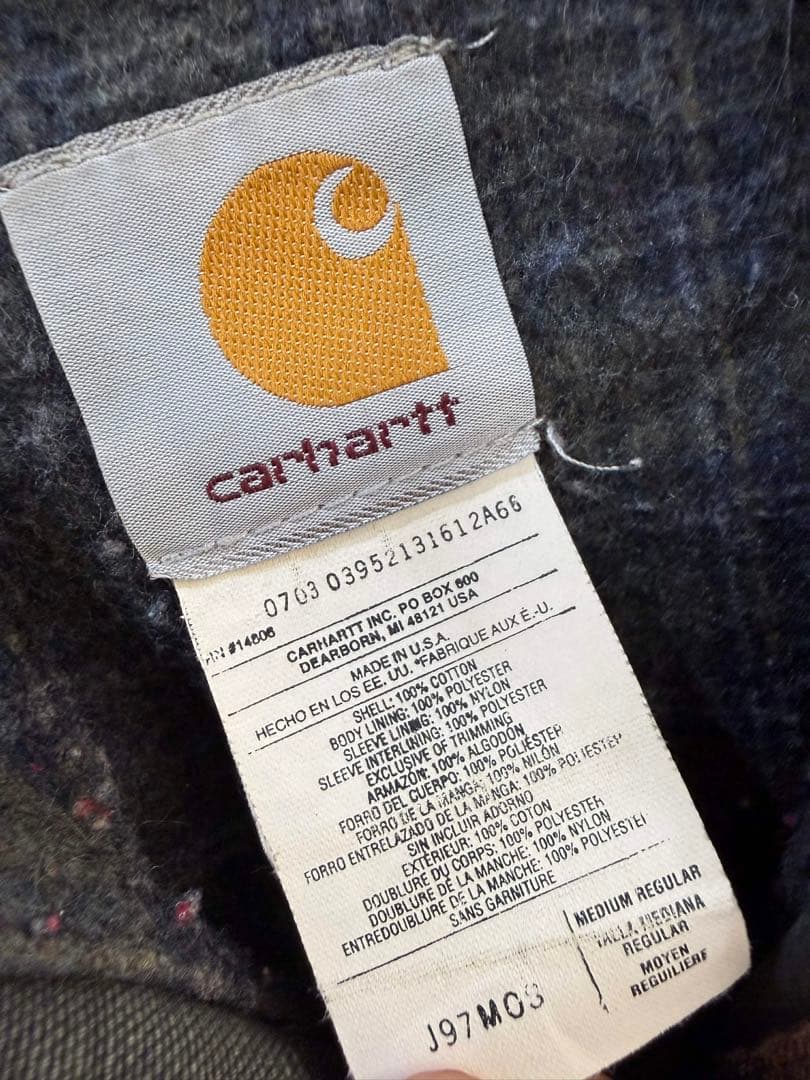 carhartt
0703 03952131612A66
RN #14806
CARHARTT INC. PO BOX 600
DEARBORN, MI 48121 USA
MADE IN U.S.A.
HECHO EN LOS EE. UU. *FABRIQUE AUX É.-U.
SHELL: 100% COTTON
BODY LINING: 100% POLYESTER
SLEEVE LINING: 100% NYLON
SLEEVE INTERLINING: 100% POLYESTER
EXCLUSIVE OF TRIMMING
ARMAZÓN: 100% ALGODÓN
FORRO DEL CUERPO: 100% POLIÉSTER
FORRO DE LA MANGA: 100% NILÓN
FORRO ENTRELAZADO DE LA MANGA: 100% POLIESTER
SIN INCLUIR ADORNO
EXTÉRIEUR: 100% COTON
DOUBLURE DU CORPS: 100% POLYESTER
DOUBLURE DE LA MANCHE: 100% NYLON
ENTREDOUBLURE DE LA MANCHE: 100% POLYESTER
SANS GARNITURE
MEDIUM REGULAR
TALLA MEDIANA
REGULAR
MOYEN
REGUILIERE
J97MOS